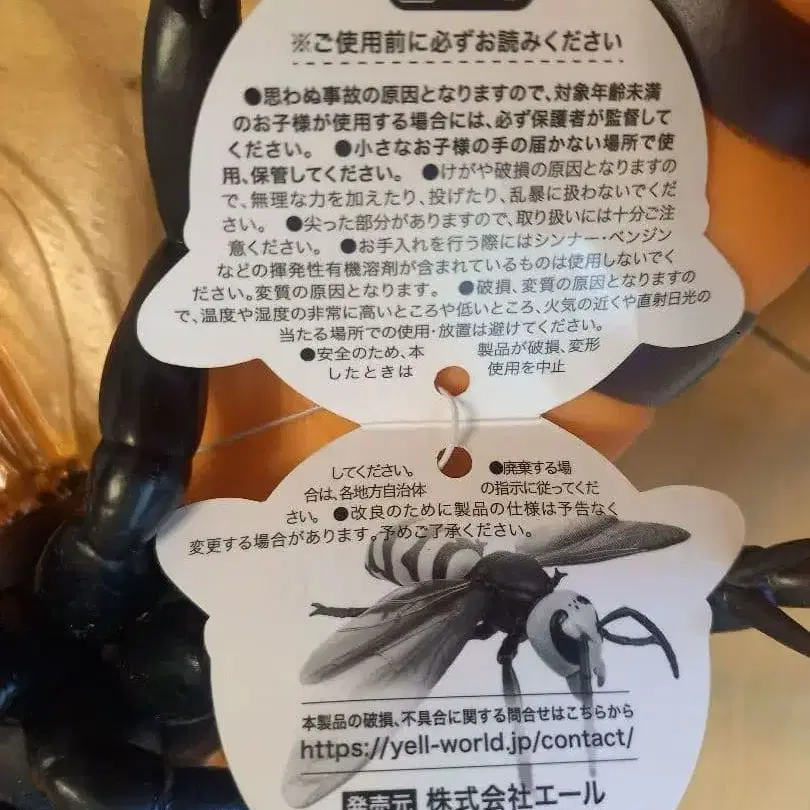 ※ご使用前に必ずお読みください
●思わぬ事故の原因となりますので、対象年齢未満
のお子様が使用する場合には、必ず保護者が監督して
ください。 ●小さなお子様の手の届かない場所で使
用、保管してください。 ●けがや破損の原因となりますの
で、無理な力を加えたり、投げたり、乱暴に扱わないでくだ
さい。 ●尖った部分がありますので、取り扱いには十分ご注
意ください。 ●お手入れを行う際にはシンナー・ベンジン
などの揮発性有機溶剤が含まれているものは使用しないでく
ださい。変質の原因となります。 ●破損、変質の原因となりますの
で、温度や湿度の非常に高いところや低いところ、火気の近くや直射日光の
当たる場所での使用・放置は避けてください。
●安全のため、本 製品が破損、変形
したときは 使用を中止
してください。 ●廃棄する場
合は、各地方自治体 の指示に従ってくだ
さい。 ●改良のために製品の仕様は予告なく
変更する場合があります。予めご了承ください。
本製品の破損、不具合に関する問合せはこちらから
https://yell-world.jp/contact/
発売元 株式会社エール